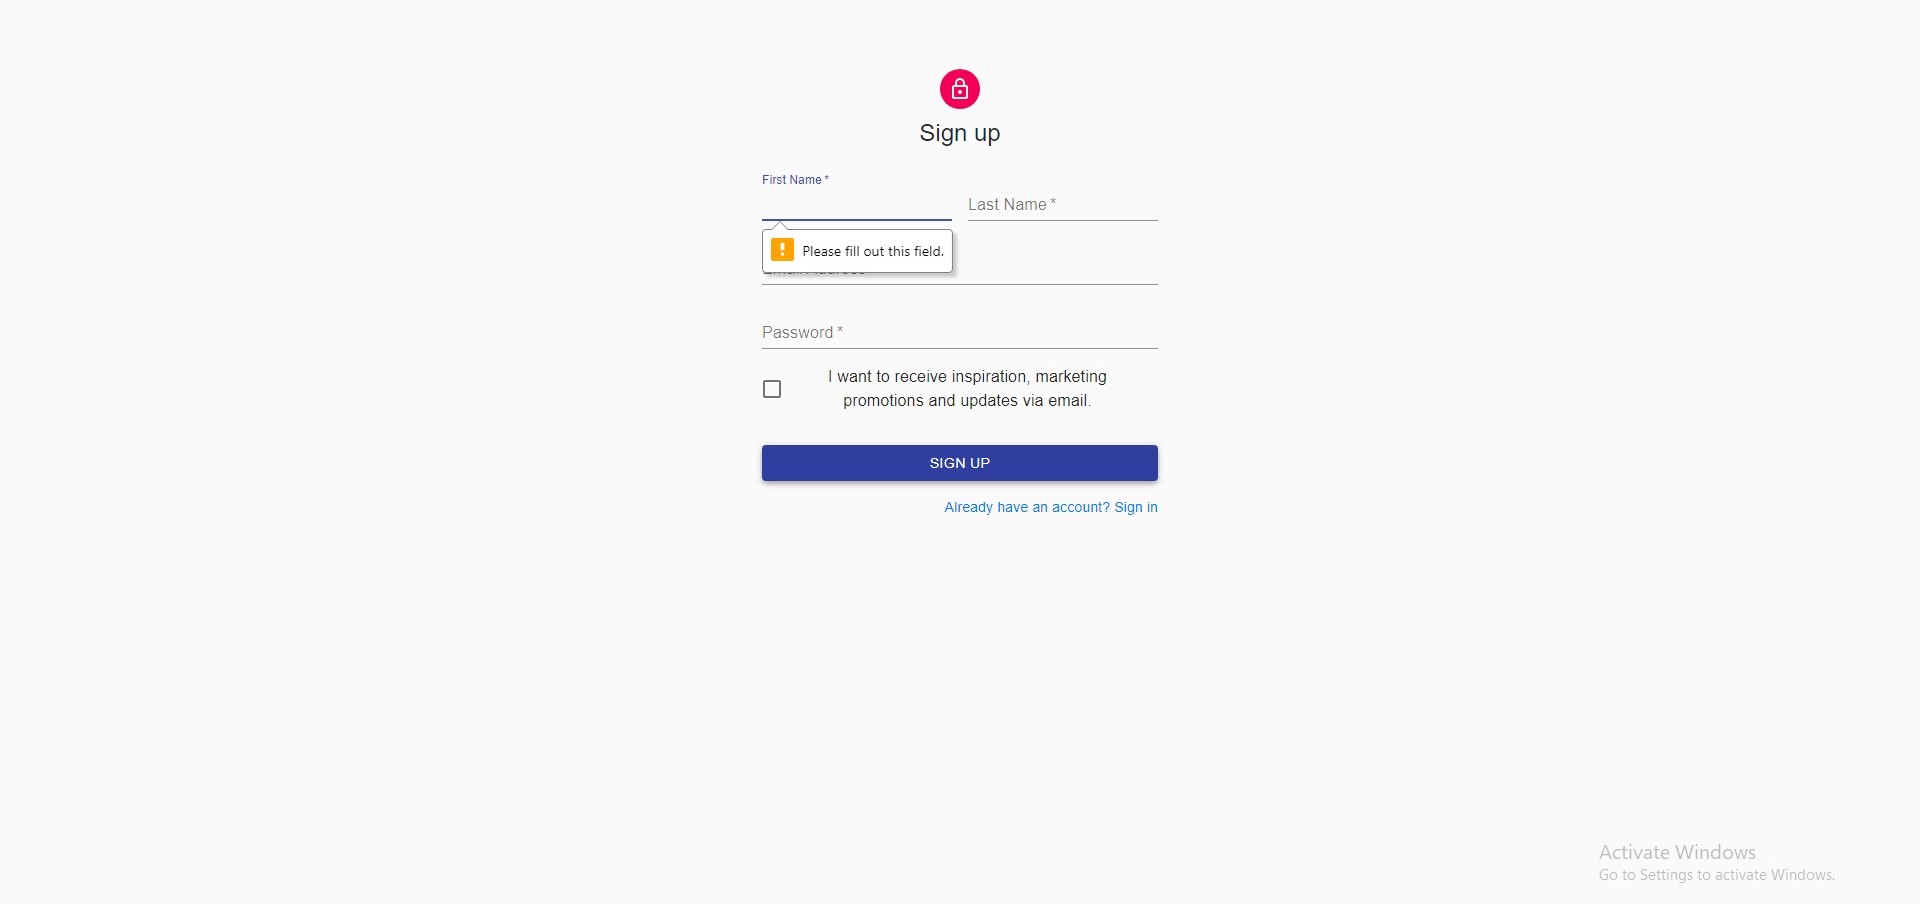 Sign up
First Name *
Last Name *
Please fill out this field.
Password *
I want to receive inspiration, marketing
promotions and updates via email.
SIGN UP
Already have an account? Sign in
Activate Windows
Go to Settings to activate Windows.